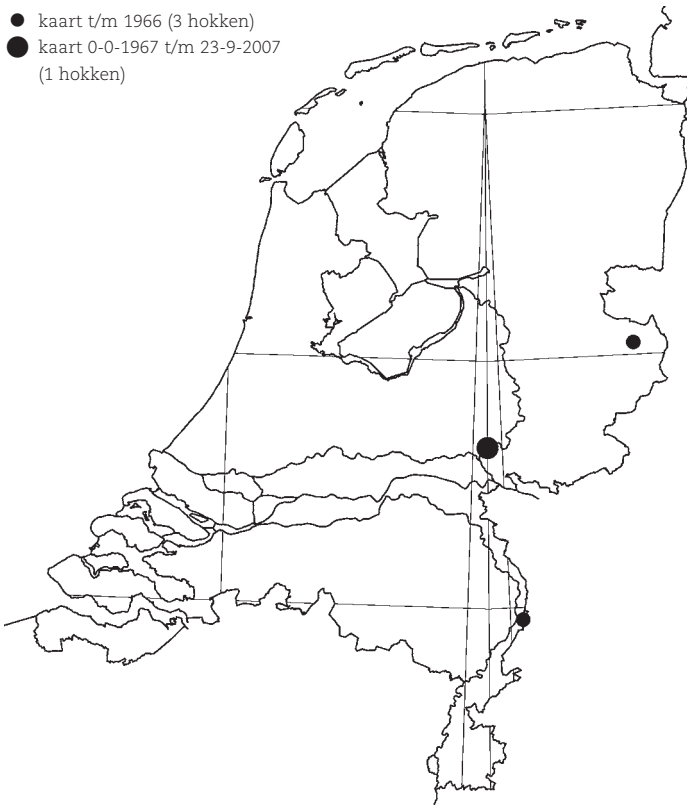 kaart t/m 1966 (3 hokken)
kaart 0-0-1967 t/m 23-9-2007
(1 hokken)